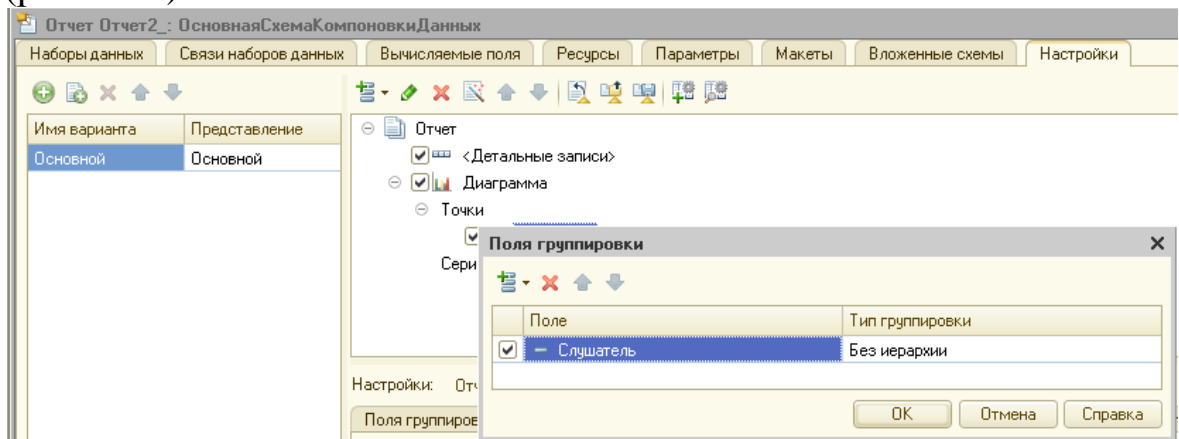 Отчет Отчет2_: ОсновнаяСхемаКомпоновкиДанных
Наборы данных Связи наборов данных Вычисляемые поля Ресурсы Параметры Макеты Вложенные схемы Настройки
Имя варианта Представление
Основной Основной
Отчет
<Детальные записи>
Диаграмма
Точки
Сери
Поля группировки
Поле Тип группировки
Слушатель Без иерархии
OK Отмена Справка
Настройки: Отч
Поля группиров